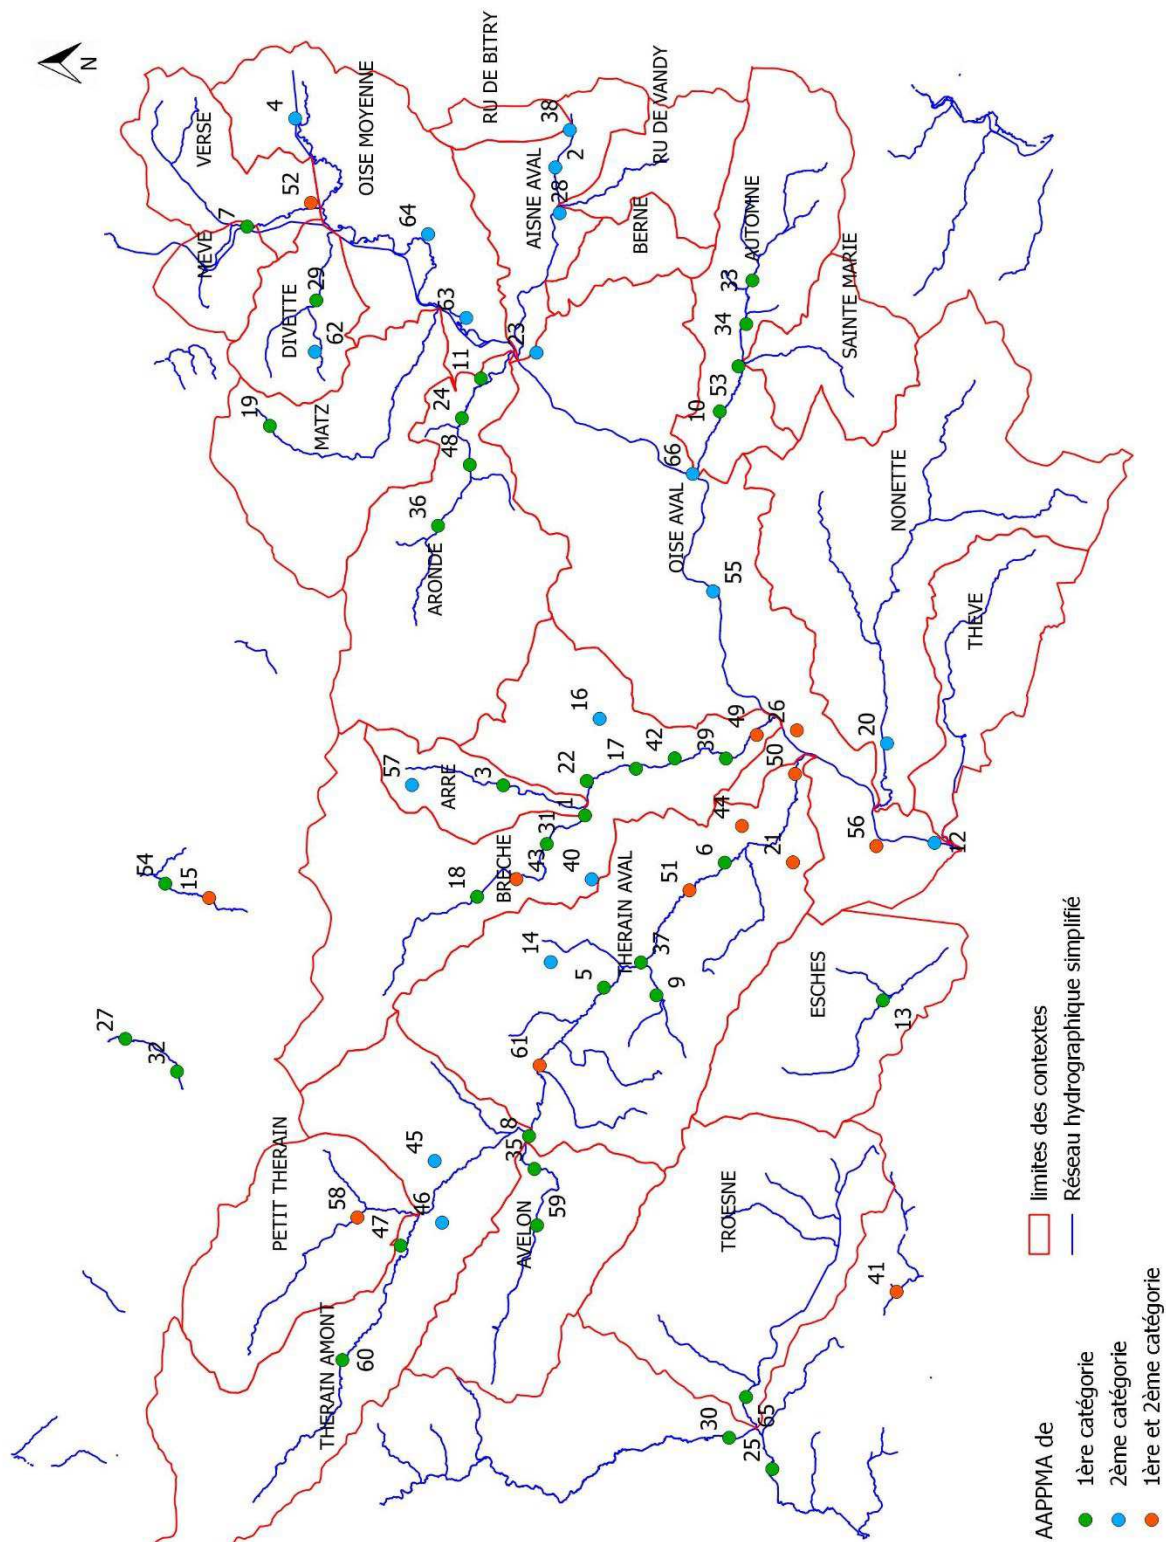 N
RU DE BITRY
VERSE
4
OISE MOYENNE
38
7
52
2
RU DE VANDY
MEVE
28
AISNE AVAL
64
BERNE
AUTOMNE
29
DIVETTE
63
33
62
23
34
SAINTE MARIE
11
19
MATZ
24
53
10
48
66
36
NONETTE
ARONDE
OISE AVAL
55
THEVE
16
57
49
26
20
42
39
17
22
3
ARRE
50
1
31
44
56
12
54
15
18
43
BRECHE
40
21
6
51
14
37
THERAIN AVAL
5
9
ESCHES
13
27
32
61
PETIT THERAIN
8
35
45
58
46
47
59
AVELON
TROESNE
41
THERAIN AMONT
60
30
65
25
limites des contextes
Réseau hydrographique simplifié
AAPPMA de
1ère catégorie
2ème catégorie
1ère et 2ème catégorie